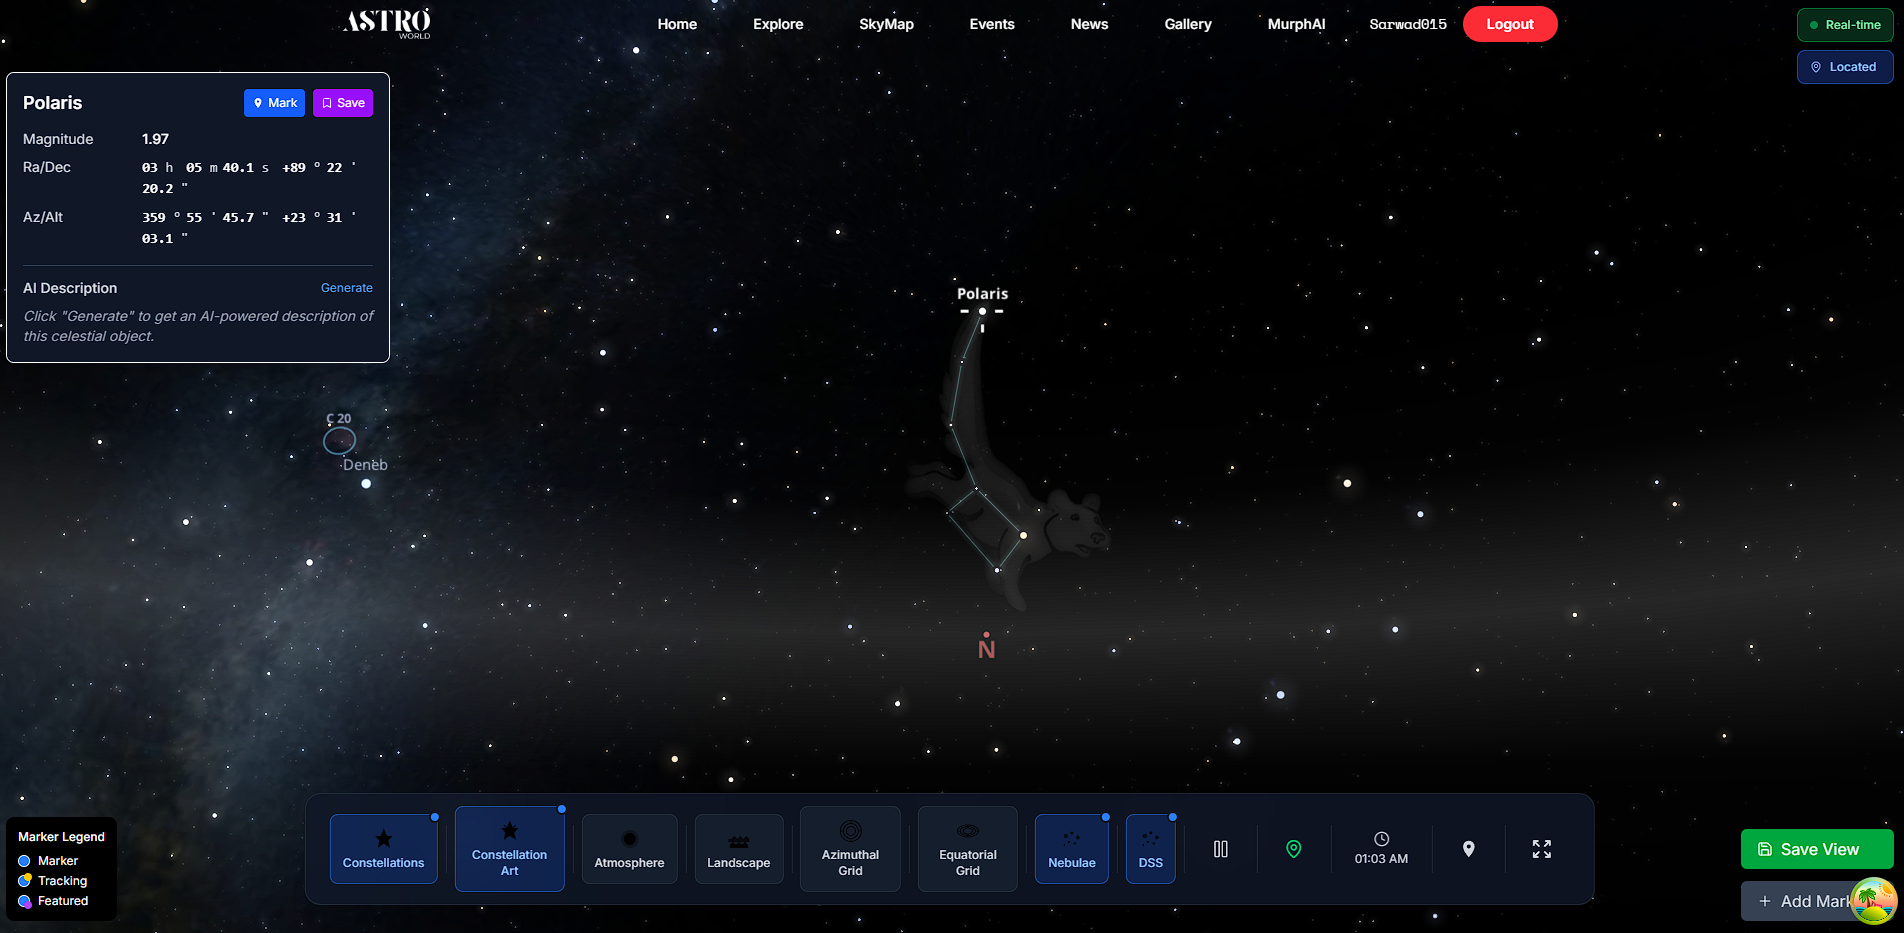 ASTRO
WORLD
Home Explore SkyMap Events News Gallery MurphAI Sarwad015 Logout
Real-time
Located
Polaris Mark Save
Magnitude 1.97
Ra/Dec 03 h 05 m 40.1 s +89 ° 22 '
20.2 "
Az/Alt 359 ° 55 ' 45.7 " +23 ° 31 '
03.1 "
AI Description Generate
Click "Generate" to get an AI-powered description of
this celestial object.
Polaris
C 20
Deneb
N
Marker Legend
Marker
Tracking
Featured
Constellations
Constellation
Art
Atmosphere
Landscape
Azimuthal
Grid
Equatorial
Grid
Nebulae
DSS
01:03 AM
Save View
+ Add Mark